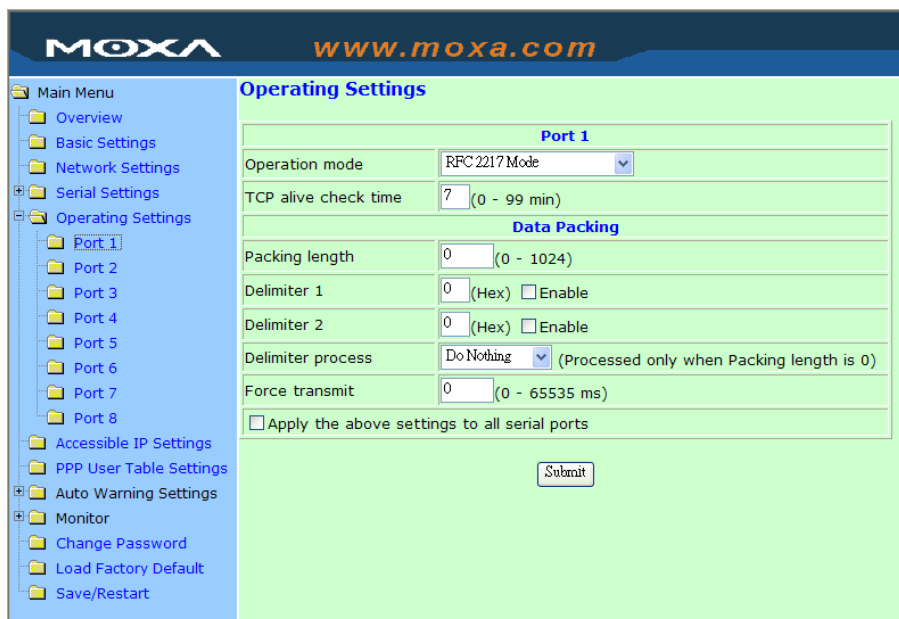 MOXA www.moxa.com
Main Menu
Overview
Basic Settings
Network Settings
Serial Settings
Operating Settings
Port 1
Port 2
Port 3
Port 4
Port 5
Port 6
Port 7
Port 8
Accessible IP Settings
PPP User Table Settings
Auto Warning Settings
Monitor
Change Password
Load Factory Default
Save/Restart
Operating Settings
Port 1
Operation mode RFC 2217 Mode
TCP alive check time 7 (0 - 99 min)
Data Packing
Packing length 0 (0 - 1024)
Delimiter 1 0 (Hex) Enable
Delimiter 2 0 (Hex) Enable
Delimiter process Do Nothing (Processed only when Packing length is 0)
Force transmit 0 (0 - 65535 ms)
Apply the above settings to all serial ports
Submit